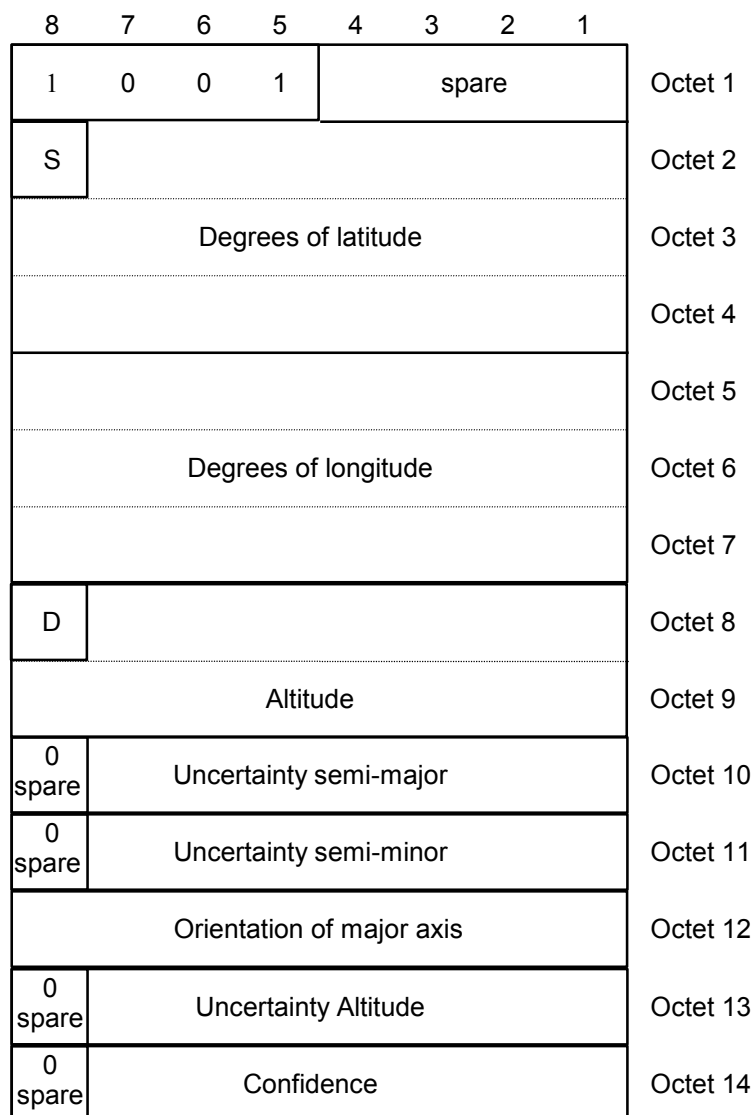 8 7 6 5 4 3 2 1
1 0 0 1 spare Octet 1
S Octet 2
Degrees of latitude Octet 3
Octet 4
Octet 5
Degrees of longitude Octet 6
Octet 7
D Octet 8
Altitude Octet 9
0
spare Uncertainty semi-major Octet 10
0
spare Uncertainty semi-minor Octet 11
Orientation of major axis Octet 12
0
spare Uncertainty Altitude Octet 13
0
spare Confidence Octet 14